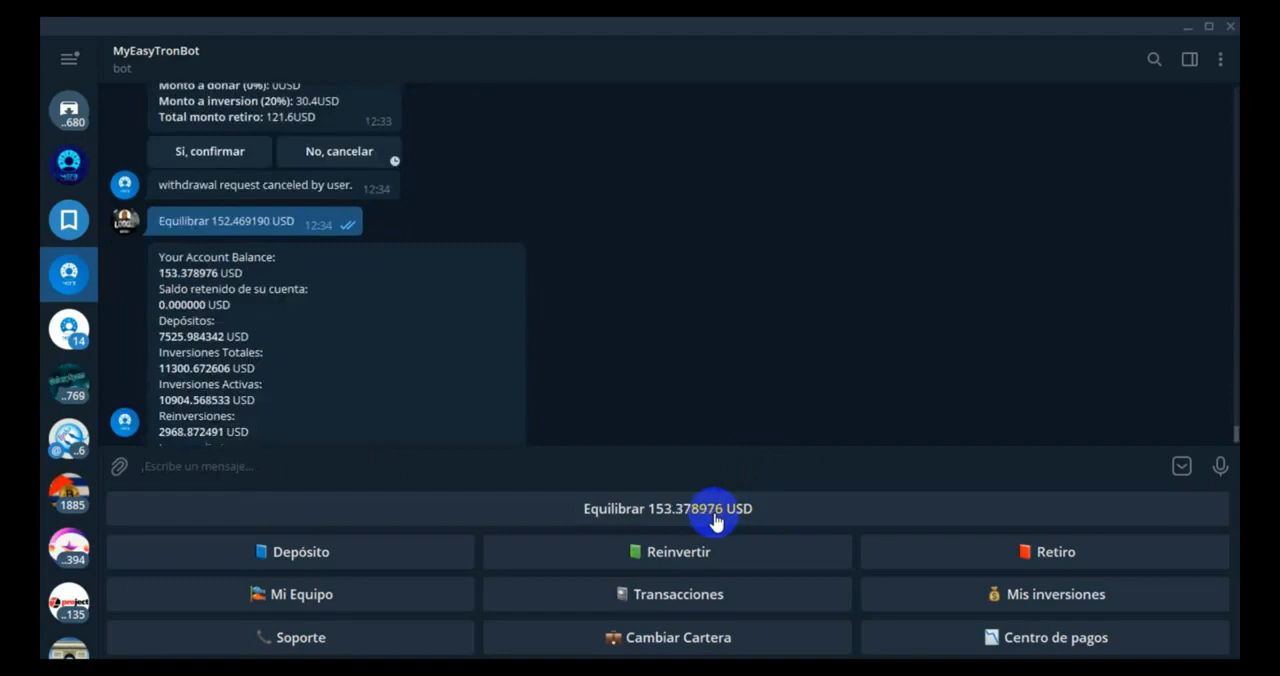 MyEasyTronBot
bot
Monto a donar (0%): 0USD
Monto a inversion (20%): 30.4USD
Total monto retiro: 121.6USD
12:33
Si, confirmar
No, cancelar
withdrawal request canceled by user.
12:34
Equilibrar 152.469190 USD
12:34
Your Account Balance:
153.378976 USD
Saldo retenido de su cuenta:
0.000000 USD
Depósitos:
7525.984342 USD
Inversiones Totales:
11300.672606 USD
Inversiones Activas:
10904.568533 USD
Reinversiones:
2968.872491 USD
Escribe un mensaje...
Equilibrar 153.378976 USD
Depósito
Reinvertir
Retiro
Mi Equipo
Transacciones
Mis inversiones
Soporte
Cambiar Cartera
Centro de pagos
..680
14
..769
..6
1885
..394
..135